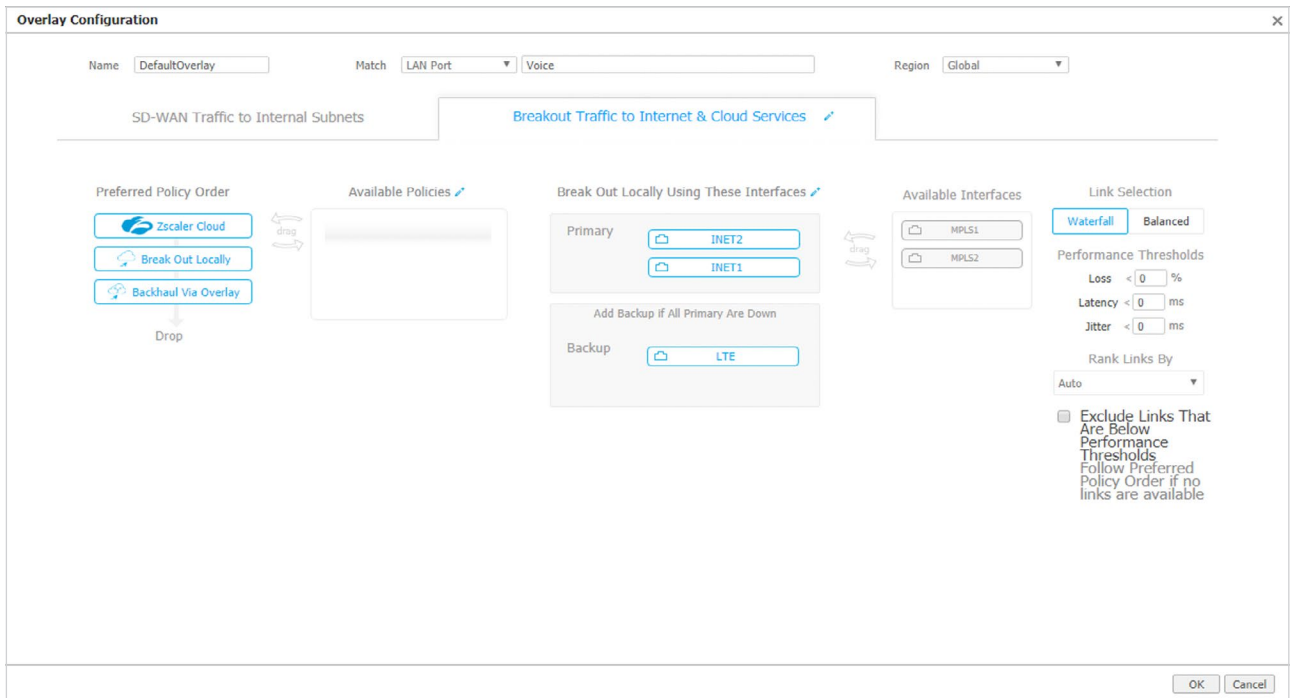 Overlay Configuration
Name DefaultOverlay Match LAN Port Voice Region Global
SD-WAN Traffic to Internal Subnets
Breakout Traffic to Internet & Cloud Services
Preferred Policy Order
Zscaler Cloud
Break Out Locally
Backhaul Via Overlay
Drop
drag
Available Policies
Break Out Locally Using These Interfaces
Primary
INET2
INET1
Add Backup if All Primary Are Down
Backup
LTE
drag
Available Interfaces
MPLS1
MPLS2
Link Selection
Waterfall Balanced
Performance Thresholds
Loss < 0 %
Latency < 0 ms
Jitter < 0 ms
Rank Links By
Auto
Exclude Links That
Are Below
Performance
Thresholds
Follow Preferred
Policy Order if no
links are available
OK Cancel